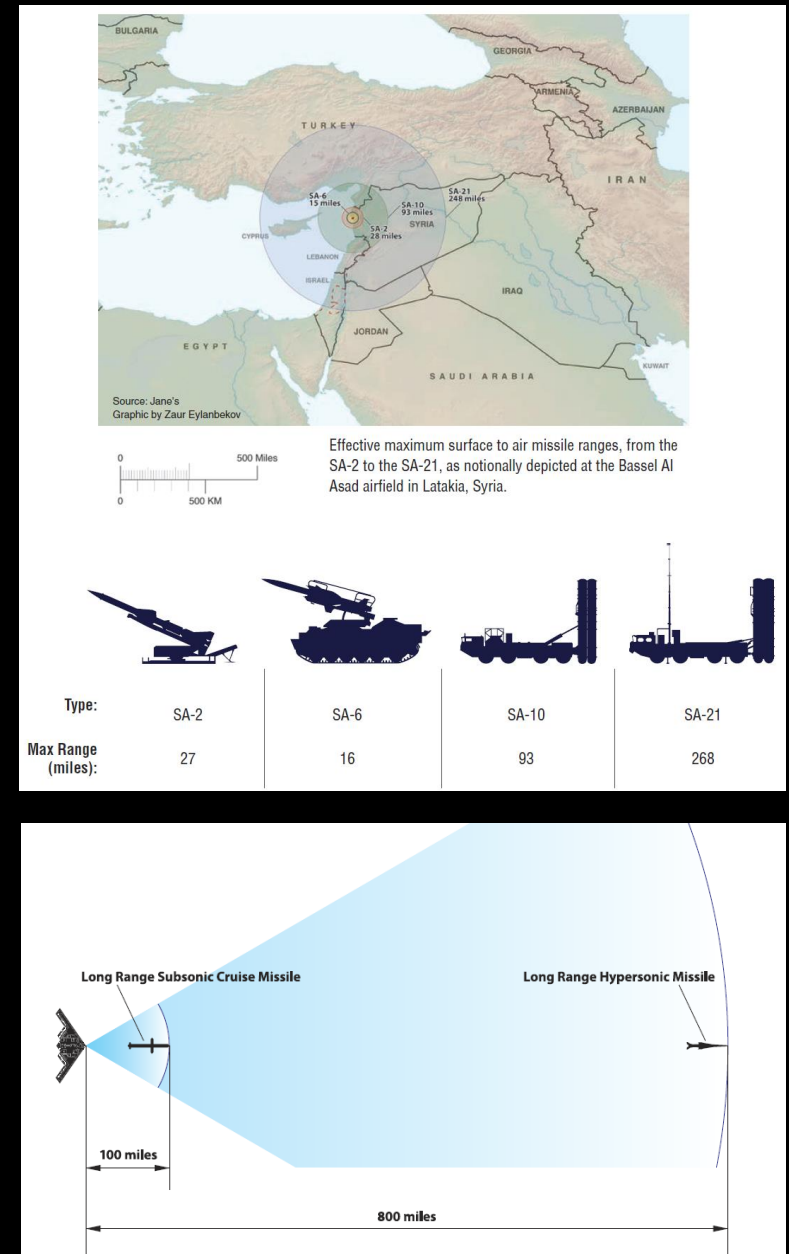 BULGARIA
GEORGIA
ARMENIA
AZERBAIJAN
TURKEY
IRAN
SA-6
15 miles
SA-21
248 miles
SA-10
93 miles
SYRIA
SA-2
28 miles
CYPRUS
LEBANON
ISRAEL
IRAQ
JORDAN
EGYPT
KUWAIT
SAUDI ARABIA
Source: Jane's
Graphic by Zaur Eylanbekov
0 500 Miles
0 500 KM
Effective maximum surface to air missile ranges, from the
SA-2 to the SA-21, as notionally depicted at the Bassel Al
Asad airfield in Latakia, Syria.
Type: SA-2 SA-6 SA-10 SA-21
Max Range
(miles): 27 16 93 268
Long Range Subsonic Cruise Missile
Long Range Hypersonic Missile
100 miles
800 miles